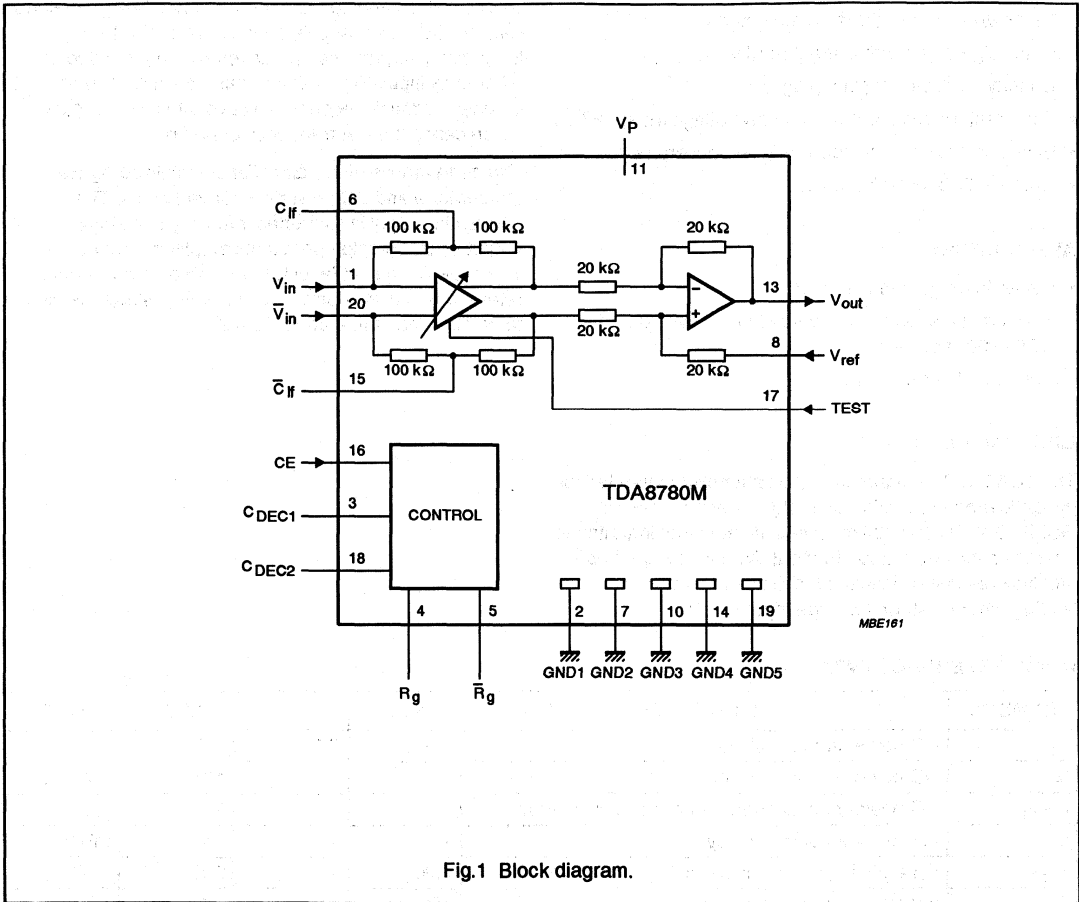 VP
11
6
Clf
100 kΩ 100 kΩ
20 kΩ
1
Vin
20 kΩ
13
Vout
20
V̅in
20 kΩ
8
Vref
100 kΩ 100 kΩ
20 kΩ
15
C̅lf
17
TEST
16
CE
3
CDEC1
CONTROL
TDA8780M
18
CDEC2
4 5
2 7 10 14 19
MBE161
GND1 GND2 GND3 GND4 GND5
Rg R̅g
Fig.1 Block diagram.